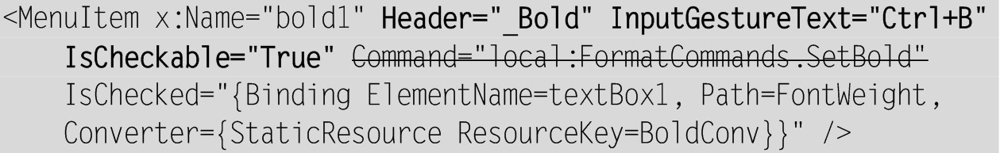 <MenuItem x:Name="bold1" Header="_Bold" InputGestureText="Ctrl+B"
IsCheckable="True" Command="local:FormatCommands.SetBold"
IsChecked="{Binding ElementName=textBox1, Path=FontWeight,
Converter={StaticResource ResourceKey=BoldConv}}" />